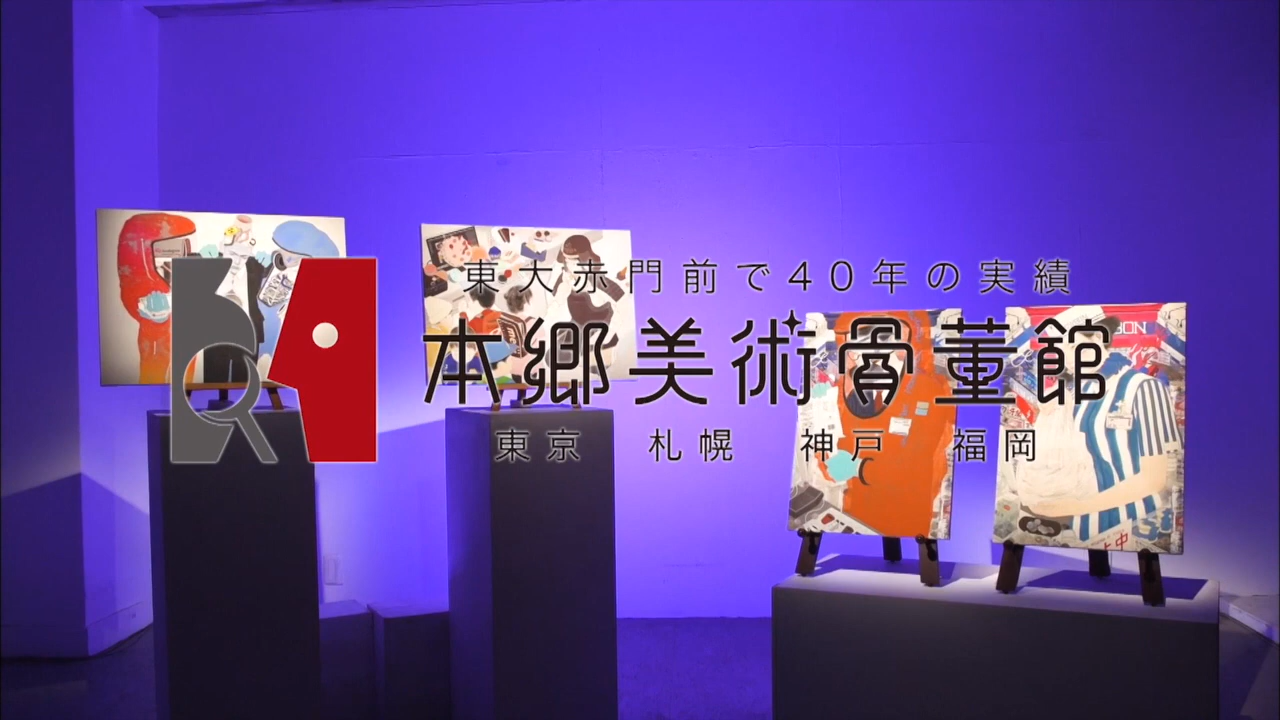 東大赤門前で40年の実績
本郷美術骨董館
東京 札幌 神戸 福岡